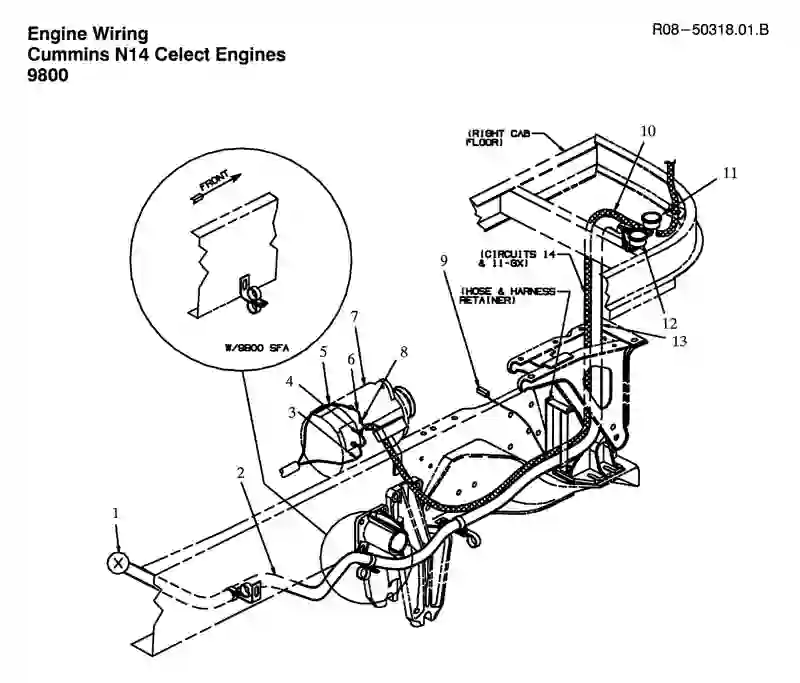 Engine Wiring
Cummins N14 Celect Engines
9800
R08-50318.01.B
FRONT
W/9800 SFA
(RIGHT CAB
FLOOR)
10
11
(CIRCUITS 14
& 11-GX)
9
(HOSE & HARNESS
RETAINER)
12
13
7
5
6
8
4
3
2
1